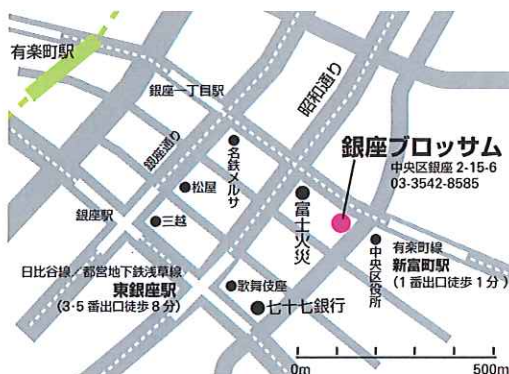 有楽町駅
銀座一丁目駅
昭和通り
銀座通り
名鉄メルサ
銀座ブロッサム
中央区銀座 2-15-6
03-3542-8585
松屋
富士火災
銀座駅
三越
有楽町線
新富町駅
(1番出口徒歩1分)
中央区役所
日比谷線/都営地下鉄浅草線
東銀座駅
(3・5番出口徒歩8分)
歌舞伎座
七十七銀行
0m
500m